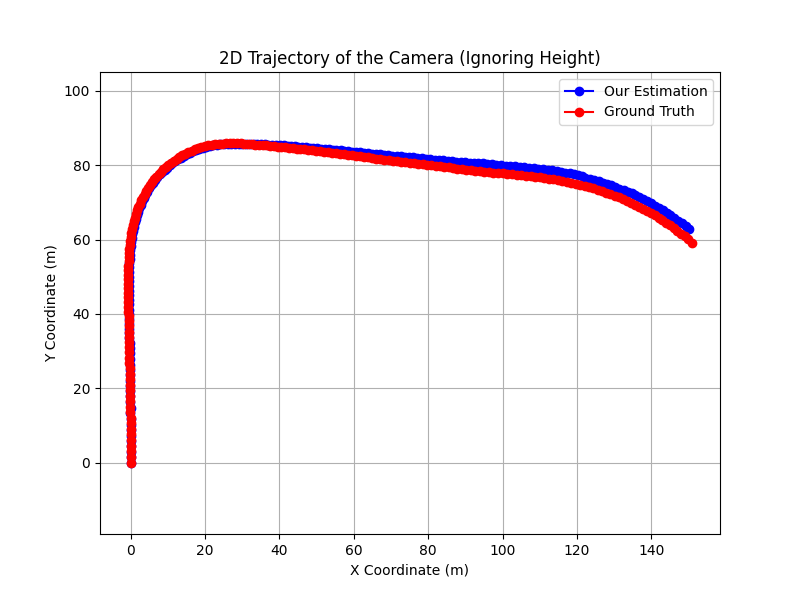 2D Trajectory of the Camera (Ignoring Height)
Our Estimation
Ground Truth
Y Coordinate (m)
100
80
60
40
20
0
0 20 40 60 80 100 120 140
X Coordinate (m)